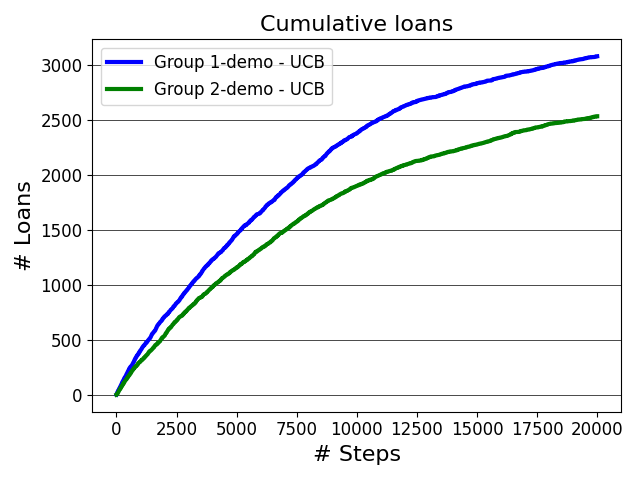 Cumulative loans
Group 1-demo - UCB
Group 2-demo - UCB
# Loans
3000
2500
2000
1500
1000
500
0
0 2500 5000 7500 10000 12500 15000 17500 20000
# Steps